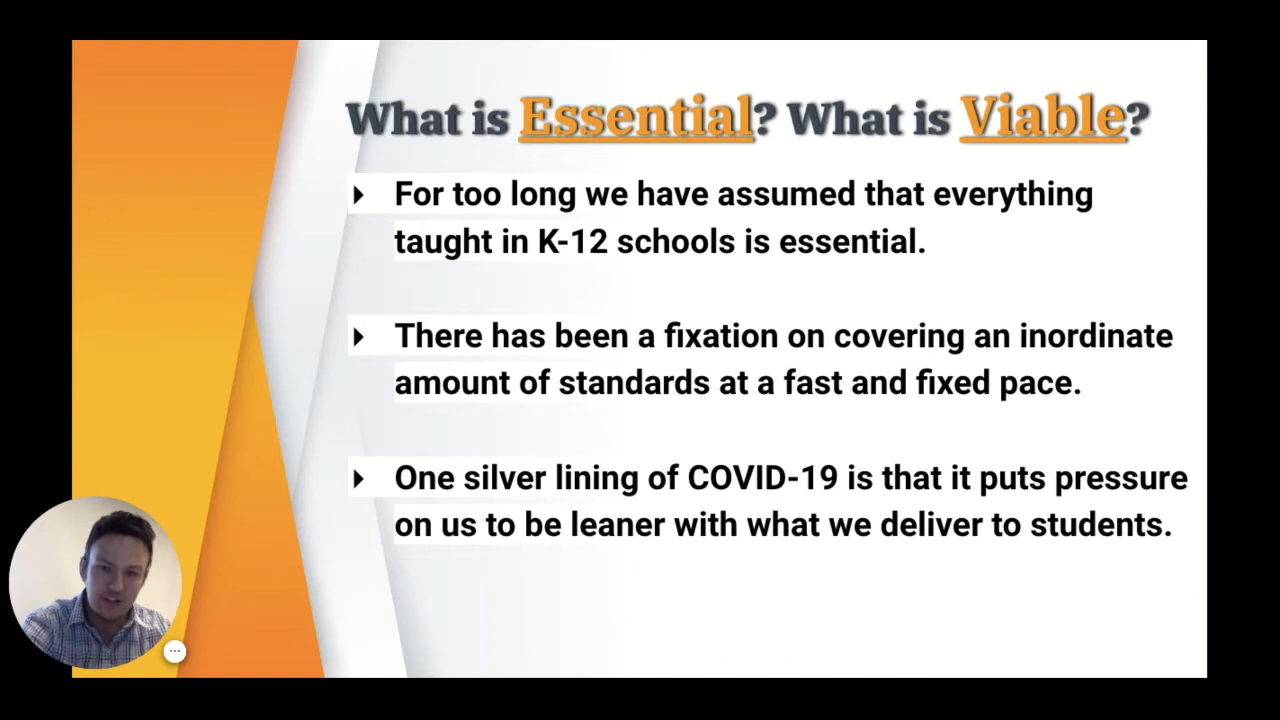 What is Essential? What is Viable?
For too long we have assumed that everything
taught in K-12 schools is essential.
There has been a fixation on covering an inordinate
amount of standards at a fast and fixed pace.
One silver lining of COVID-19 is that it puts pressure
on us to be leaner with what we deliver to students.